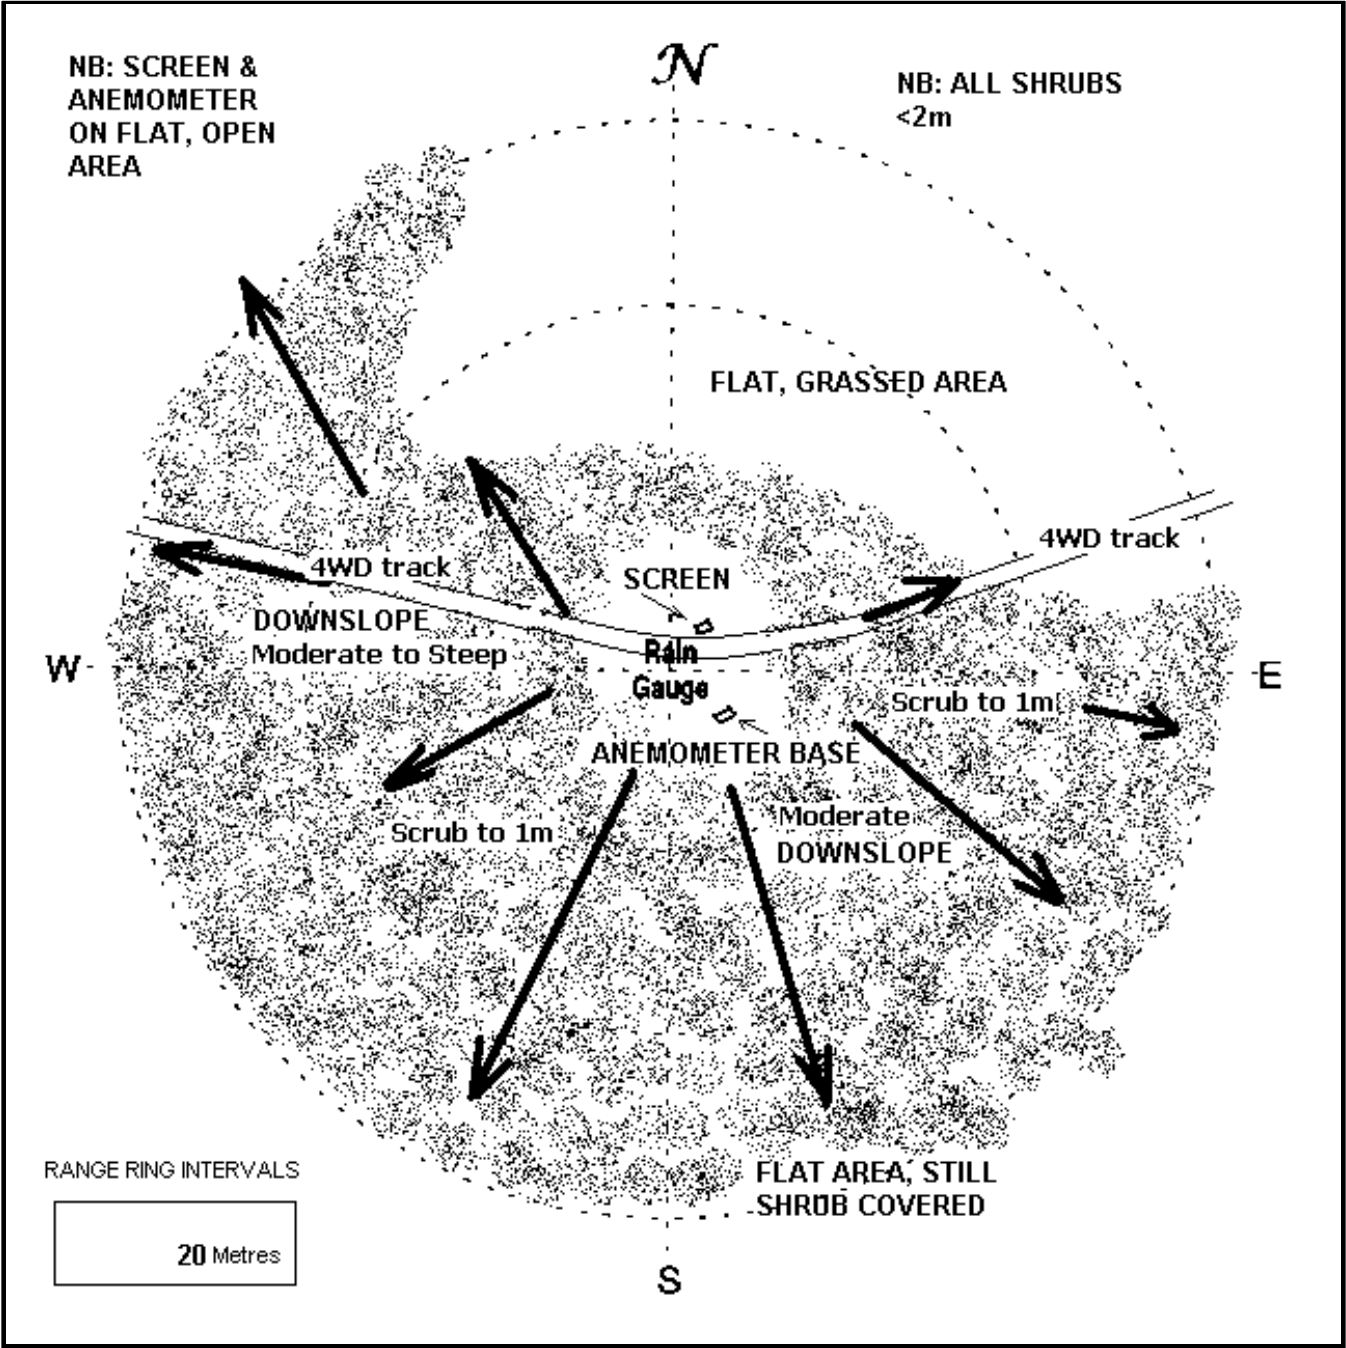 NB: SCREEN &
ANEMOMETER
ON FLAT, OPEN
AREA
N
NB: ALL SHRUBS
<2m
FLAT, GRASSED AREA
4WD track
4WD track
SCREEN
DOWNSLOPE
Moderate to Steep
Rain
Gauge
W
E
Scrub to 1m
ANEMOMETER BASE
Scrub to 1m
Moderate
DOWNSLOPE
FLAT AREA, STILL
SHRUB COVERED
RANGE RING INTERVALS
20 Metres
S